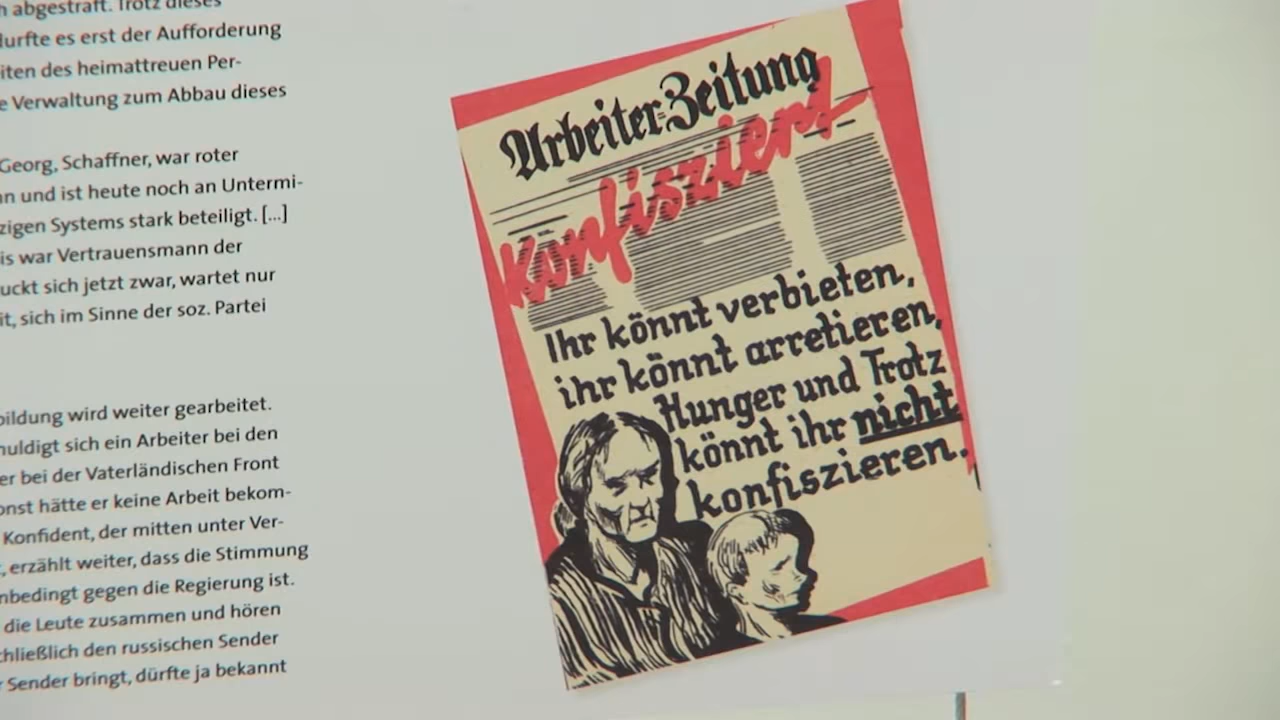 abgestraft. Trotz dieses
durfte es erst der Aufforderung
iten des heimattreuen Per-
e Verwaltung zum Abbau dieses
Georg, Schaffner, war roter
nn und ist heute noch an Untermi-
zigen Systems stark beteiligt. [...]
is war Vertrauensmann der
uckt sich jetzt zwar, wartet nur
it, sich im Sinne der soz. Partei
bildung wird weiter gearbeitet.
huldigt sich ein Arbeiter bei den
er bei der Vaterländischen Front
onst hätte er keine Arbeit bekom-
Konfident, der mitten unter Ver-
, erzählt weiter, dass die Stimmung
nbedingt gegen die Regierung ist.
die Leute zusammen und hören
chließlich den russischen Sender
r Sender bringt, dürfte ja bekannt
Arbeiter-Zeitung
Konfisziert
Ihr könnt verbieten,
ihr könnt arretieren,
Hunger und Trotz
könnt ihr nicht
konfiszieren.